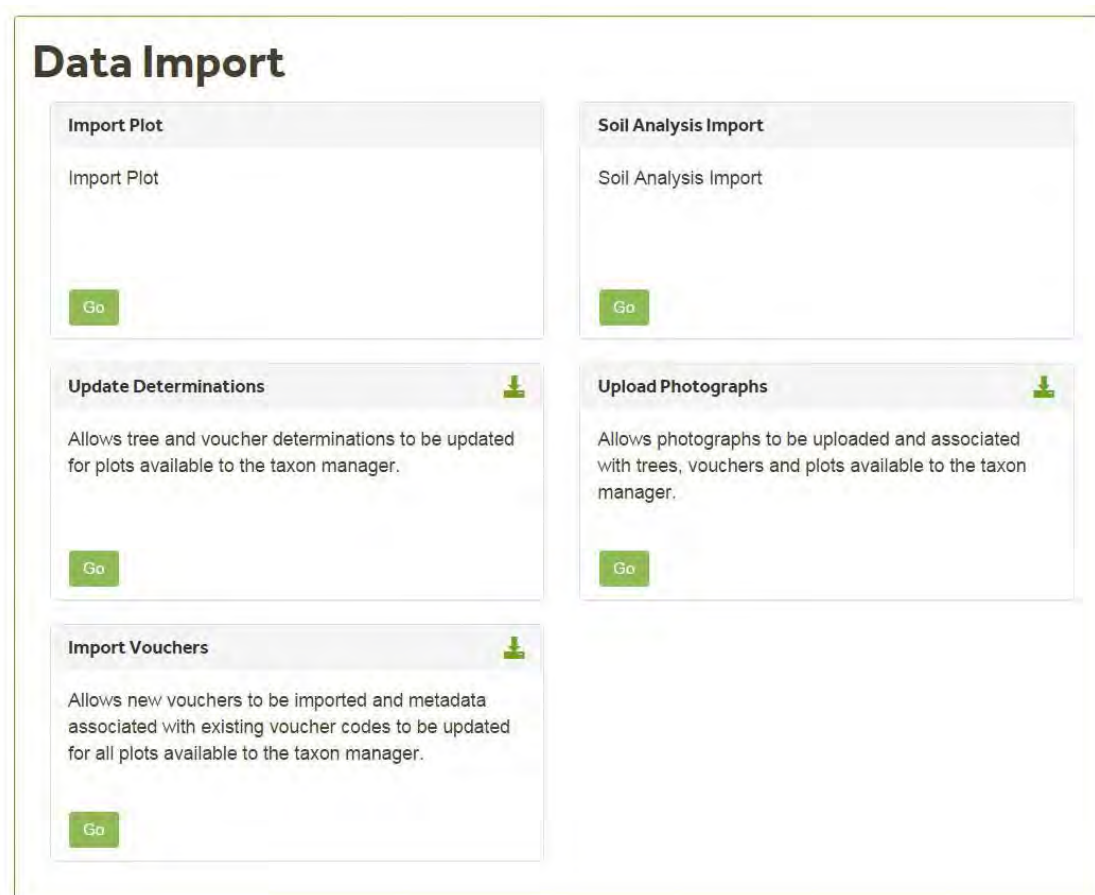 Data Import
Import Plot
Import Plot
Go
Soil Analysis Import
Soil Analysis Import
Go
Update Determinations
Allows tree and voucher determinations to be updated
for plots available to the taxon manager.
Go
Upload Photographs
Allows photographs to be uploaded and associated
with trees, vouchers and plots available to the taxon
manager.
Go
Import Vouchers
Allows new vouchers to be imported and metadata
associated with existing voucher codes to be updated
for all plots available to the taxon manager.
Go